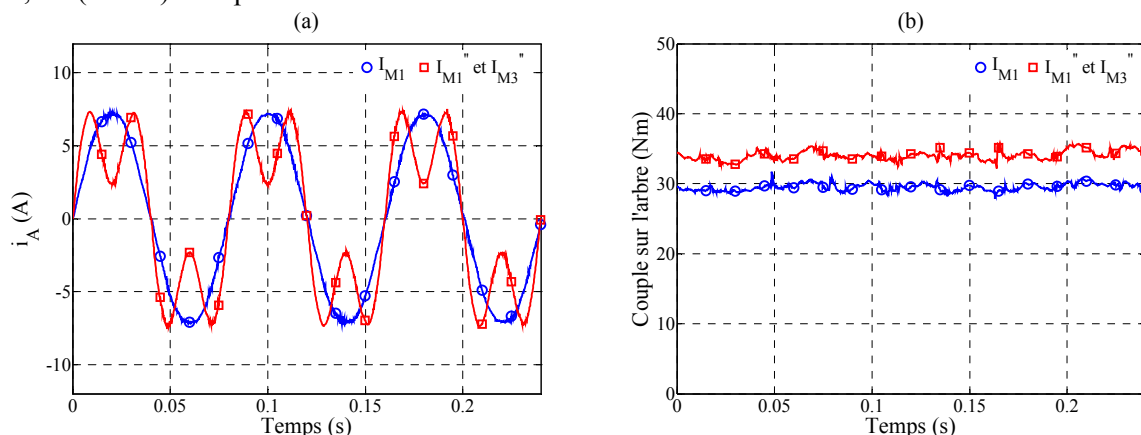 (a)
I_M1 I_M1" et I_M3"
10
5
0
-5
-10
i_A (A)
0 0.05 0.1 0.15 0.2
Temps (s)
(b)
I_M1 I_M1" et I_M3"
50
40
30
20
10
0
Couple sur l'arbre (Nm)
0 0.05 0.1 0.15 0.2
Temps (s)